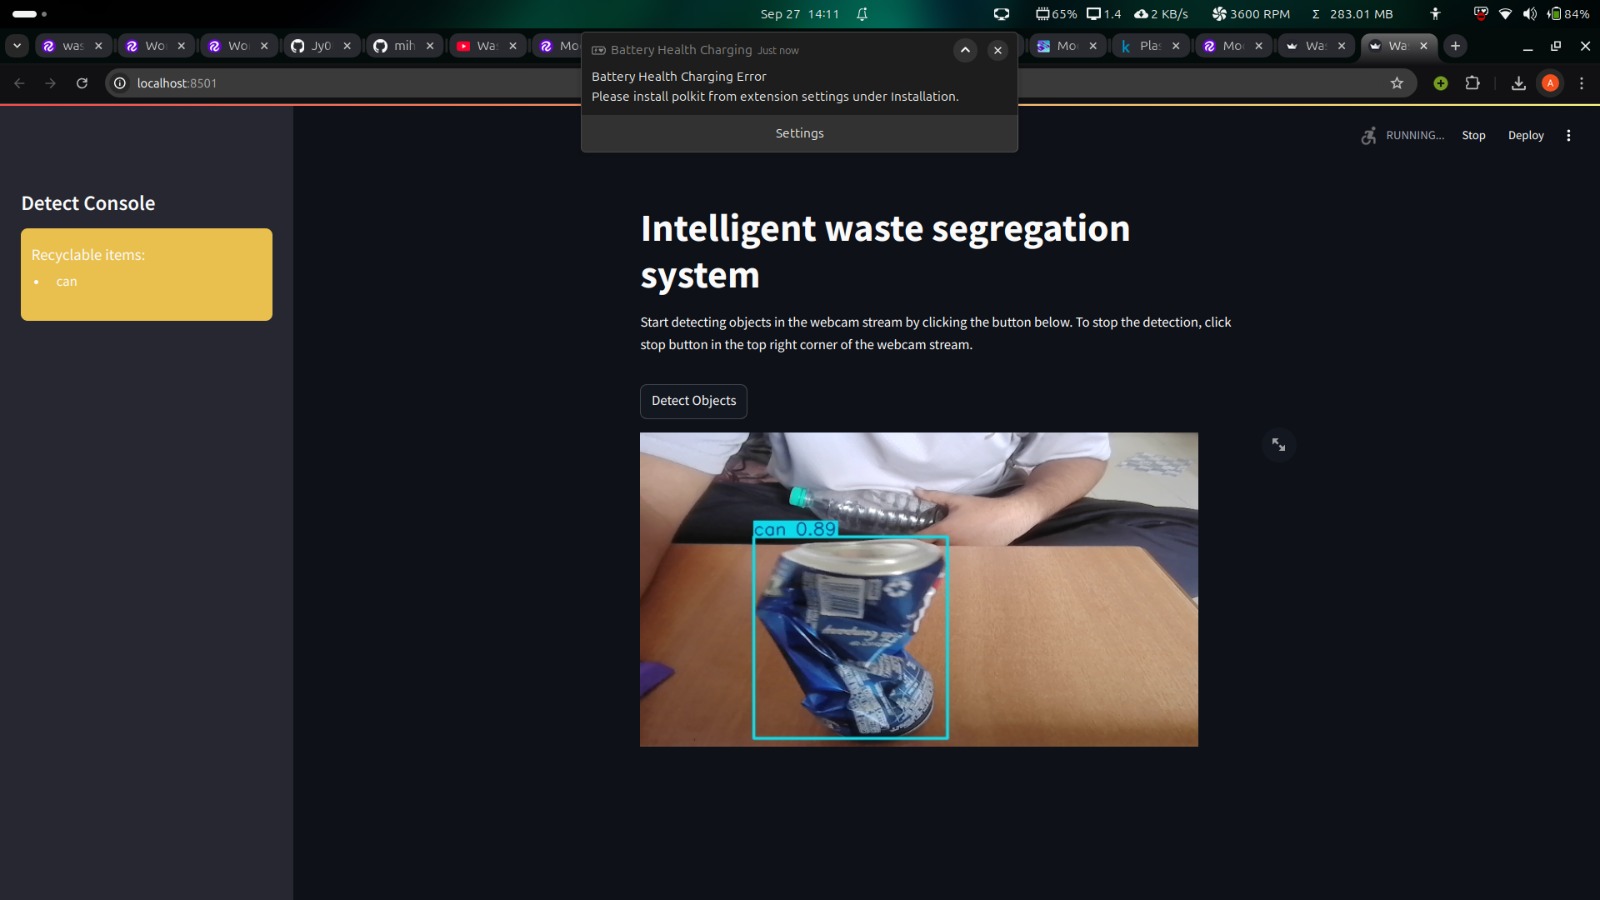 Sep 27 14:11
65%
1.4
2 KB/s
3600 RPM
Σ 283.01 MB
84%
was
Wo
Wo
Jy0
mih
Wa
Mo
Mo
Plas
Mo
Wa
Wa
localhost:8501
A
Battery Health Charging Just now
Battery Health Charging Error
Please install polkit from extension settings under Installation.
Settings
RUNNING...
Stop
Deploy
Detect Console
Recyclable items:
• can
Intelligent waste segregation
system
Start detecting objects in the webcam stream by clicking the button below. To stop the detection, click
stop button in the top right corner of the webcam stream.
Detect Objects
can 0.89